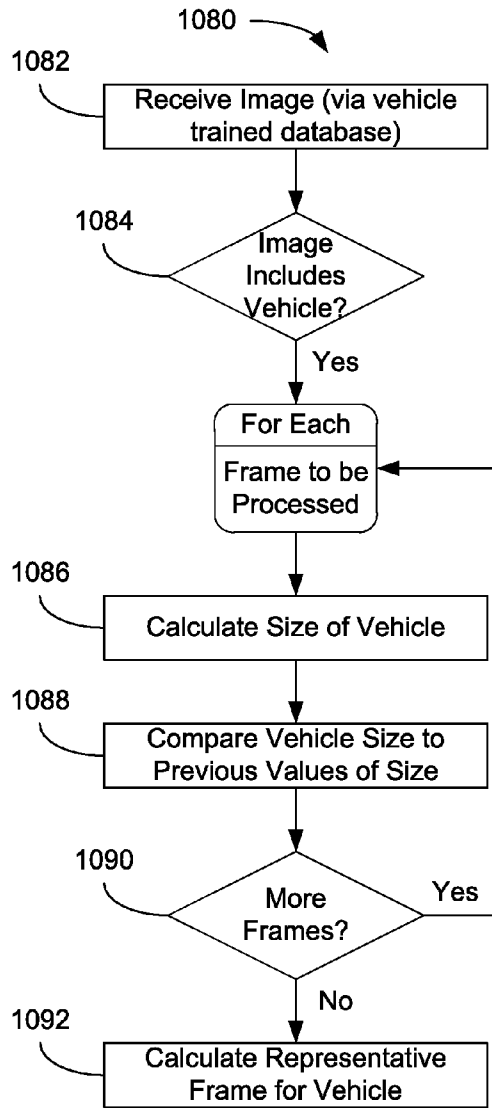 1080
1082
Receive Image (via vehicle
trained database)
1084
Image
Includes
Vehicle?
Yes
For Each
Frame to be
Processed
1086
Calculate Size of Vehicle
1088
Compare Vehicle Size to
Previous Values of Size
1090
More
Frames?
Yes
No
1092
Calculate Representative
Frame for Vehicle